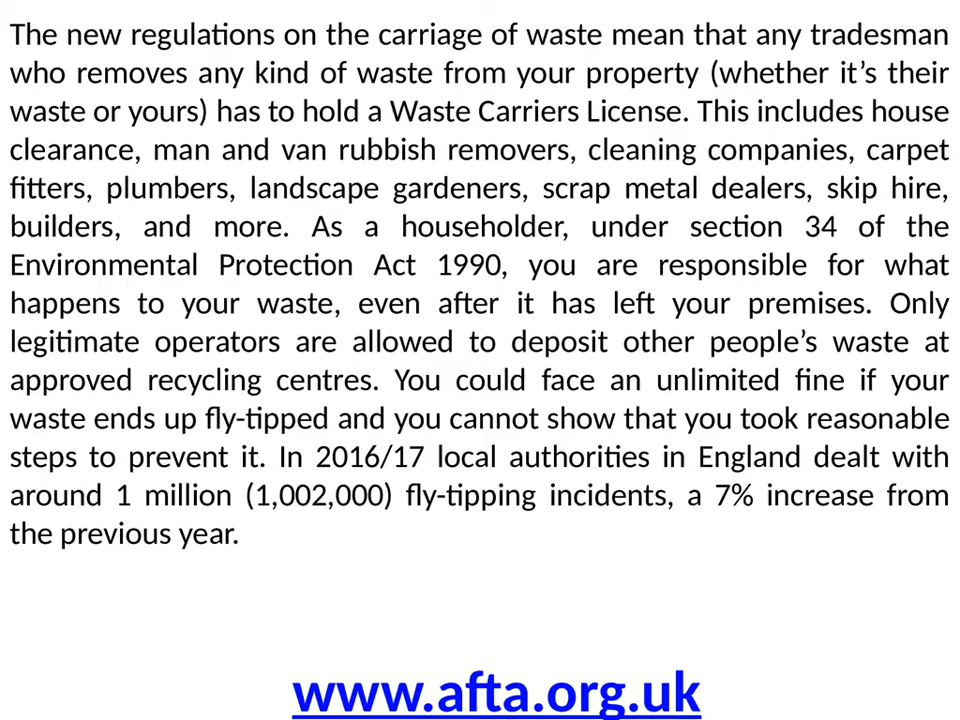 The new regulations on the carriage of waste mean that any tradesman
who removes any kind of waste from your property (whether it’s their
waste or yours) has to hold a Waste Carriers License. This includes house
clearance, man and van rubbish removers, cleaning companies, carpet
fitters, plumbers, landscape gardeners, scrap metal dealers, skip hire,
builders, and more. As a householder, under section 34 of the
Environmental Protection Act 1990, you are responsible for what
happens to your waste, even after it has left your premises. Only
legitimate operators are allowed to deposit other people’s waste at
approved recycling centres. You could face an unlimited fine if your
waste ends up fly-tipped and you cannot show that you took reasonable
steps to prevent it. In 2016/17 local authorities in England dealt with
around 1 million (1,002,000) fly-tipping incidents, a 7% increase from
the previous year.
www.afta.org.uk